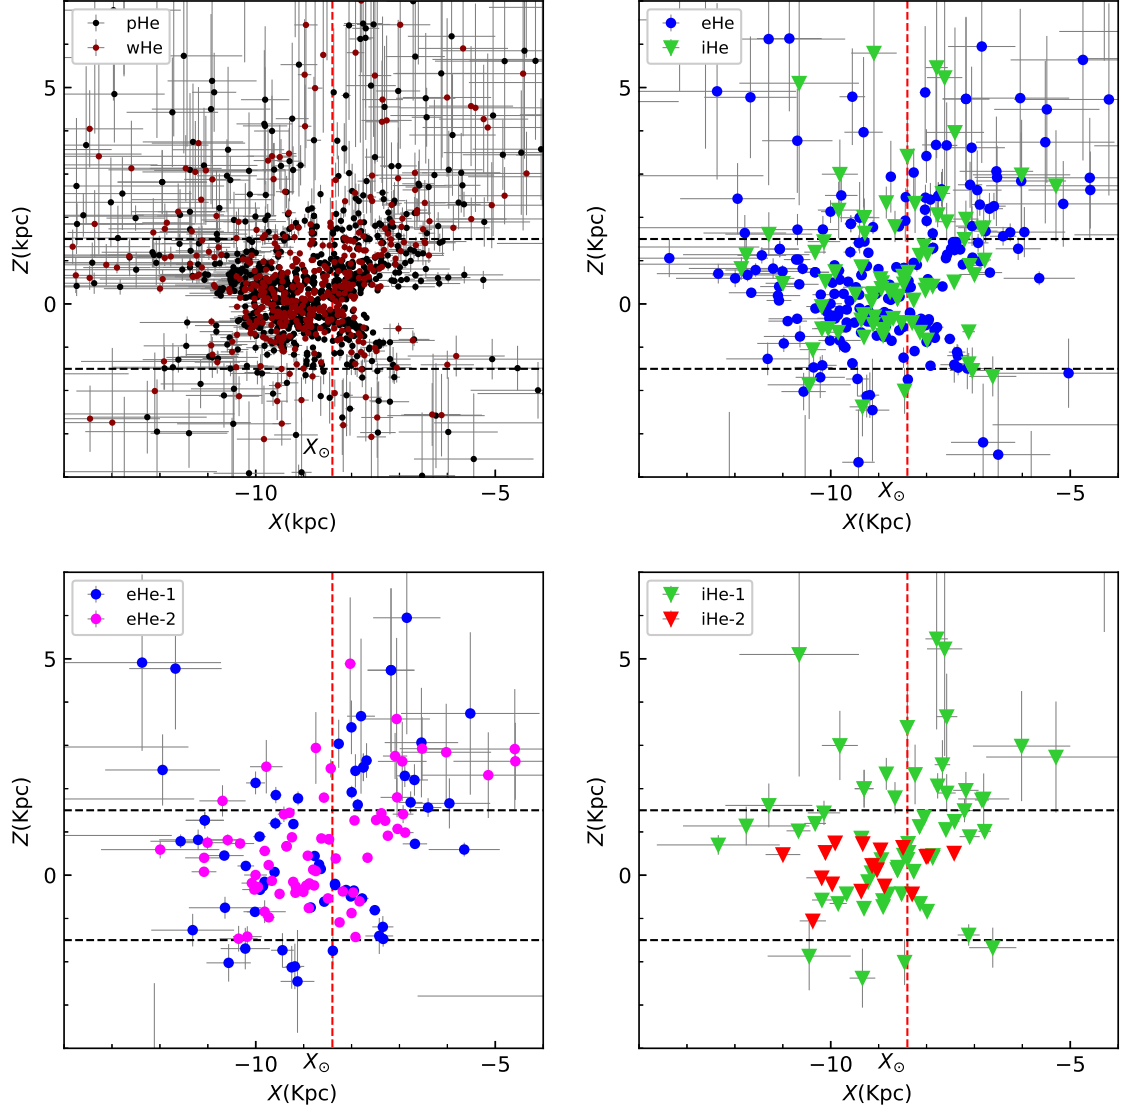 pHe
wHe
5
0
Z(kpc)
X☉
−10
−5
X(kpc)
eHe
iHe
5
0
Z(Kpc)
−10
X☉
−5
X(Kpc)
eHe-1
eHe-2
5
0
Z(Kpc)
−10
X☉
−5
X(Kpc)
iHe-1
iHe-2
5
0
Z(Kpc)
−10
X☉
−5
X(Kpc)